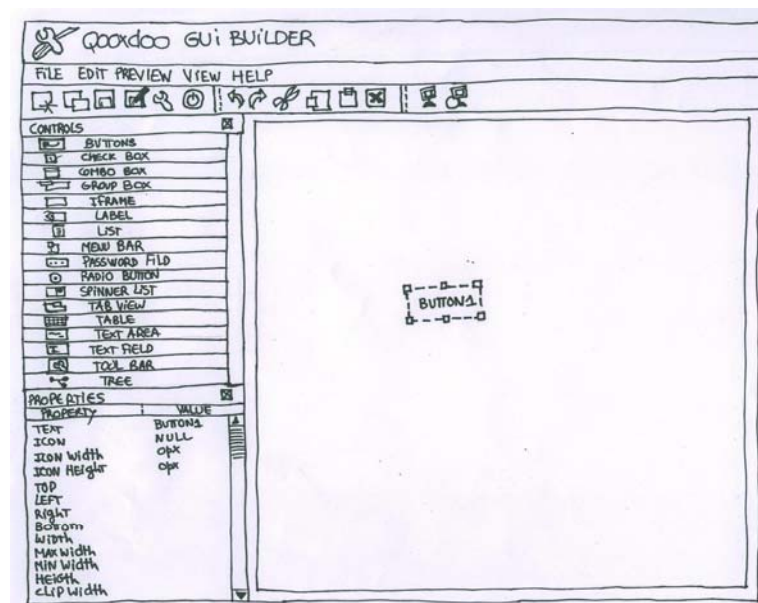 Qooxdoo GUi BUiLDER
FiLE EDIT PREVIEW VIEW HELP
CONTROLS
BUTTONS
CHECK BOX
COMBO BOX
GROUP BOX
IFRAME
LABEL
LIST
MENU BAR
PASSWORD FILD
RADIO BUTTON
SPINNER LIST
TAB ViEW
TABLE
TEXT AREA
TEXT FIELD
TOOL BAR
TREE
BUTTON1
PROPERTIES
PROPERTY VALUE
TEXT BUTTON1
ICON NULL
ICON Width 0px
ICON HEighT 0px
TOP
LEFT
RighT
BoTTom
WiDTh
MAX Width
MIN Width
HEiGTh
CLiP Width